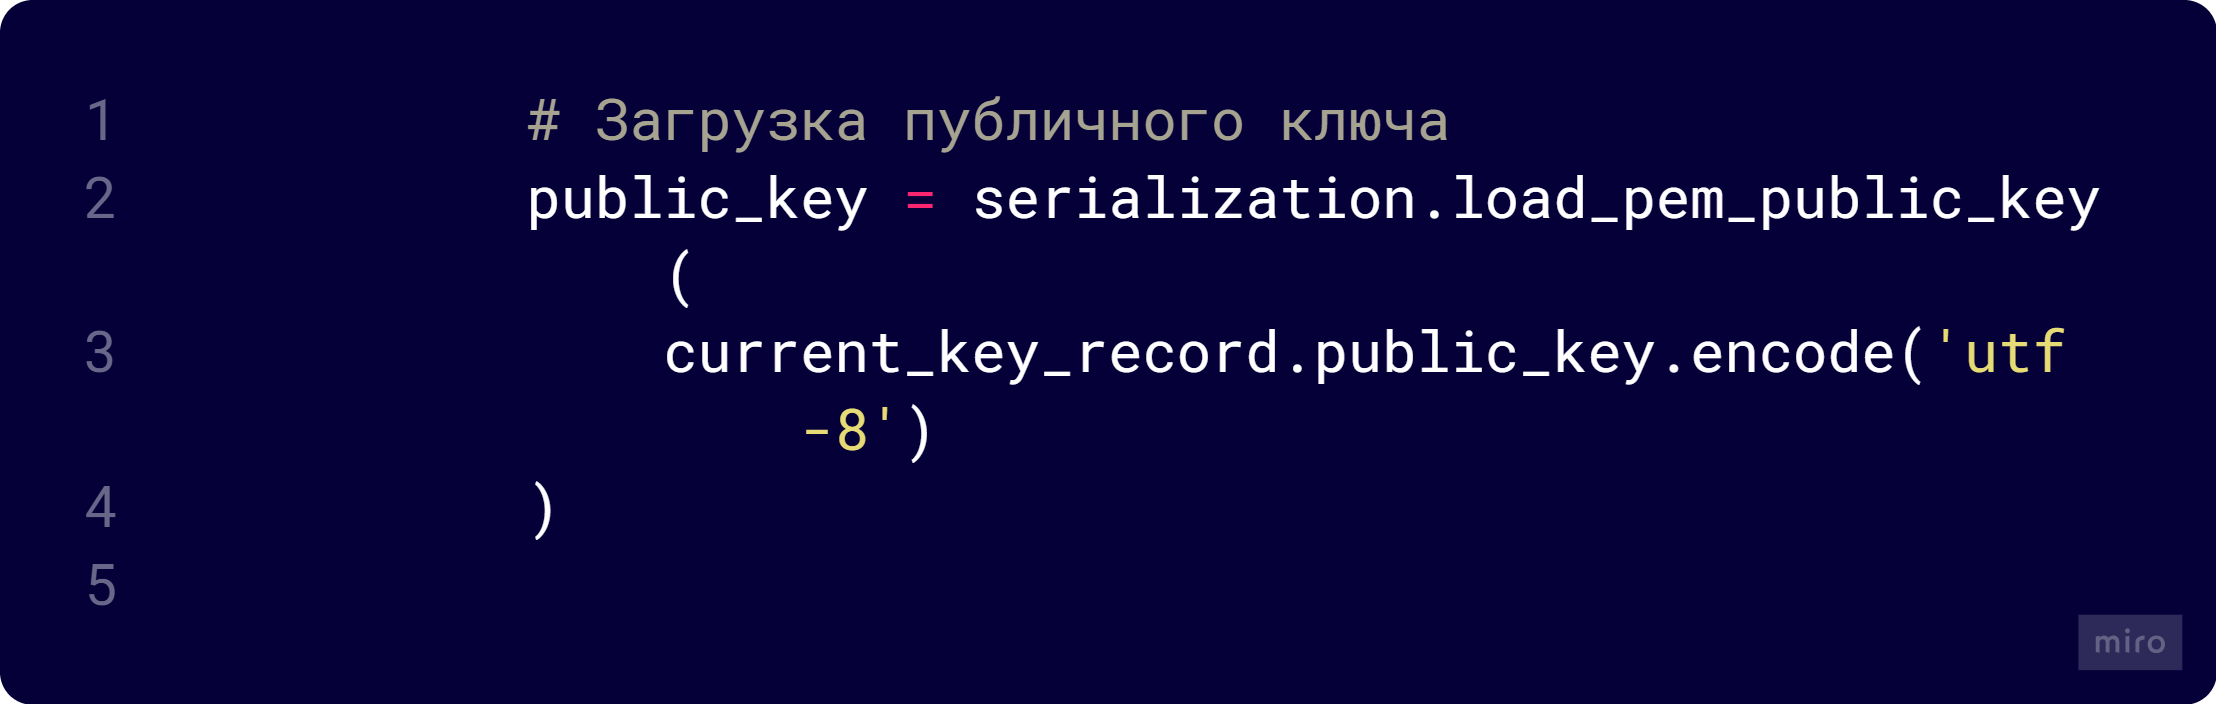 1 # Загрузка публичного ключа
2 public_key = serialization.load_pem_public_key
(
3 current_key_record.public_key.encode('utf
-8')
4 )
5
miro